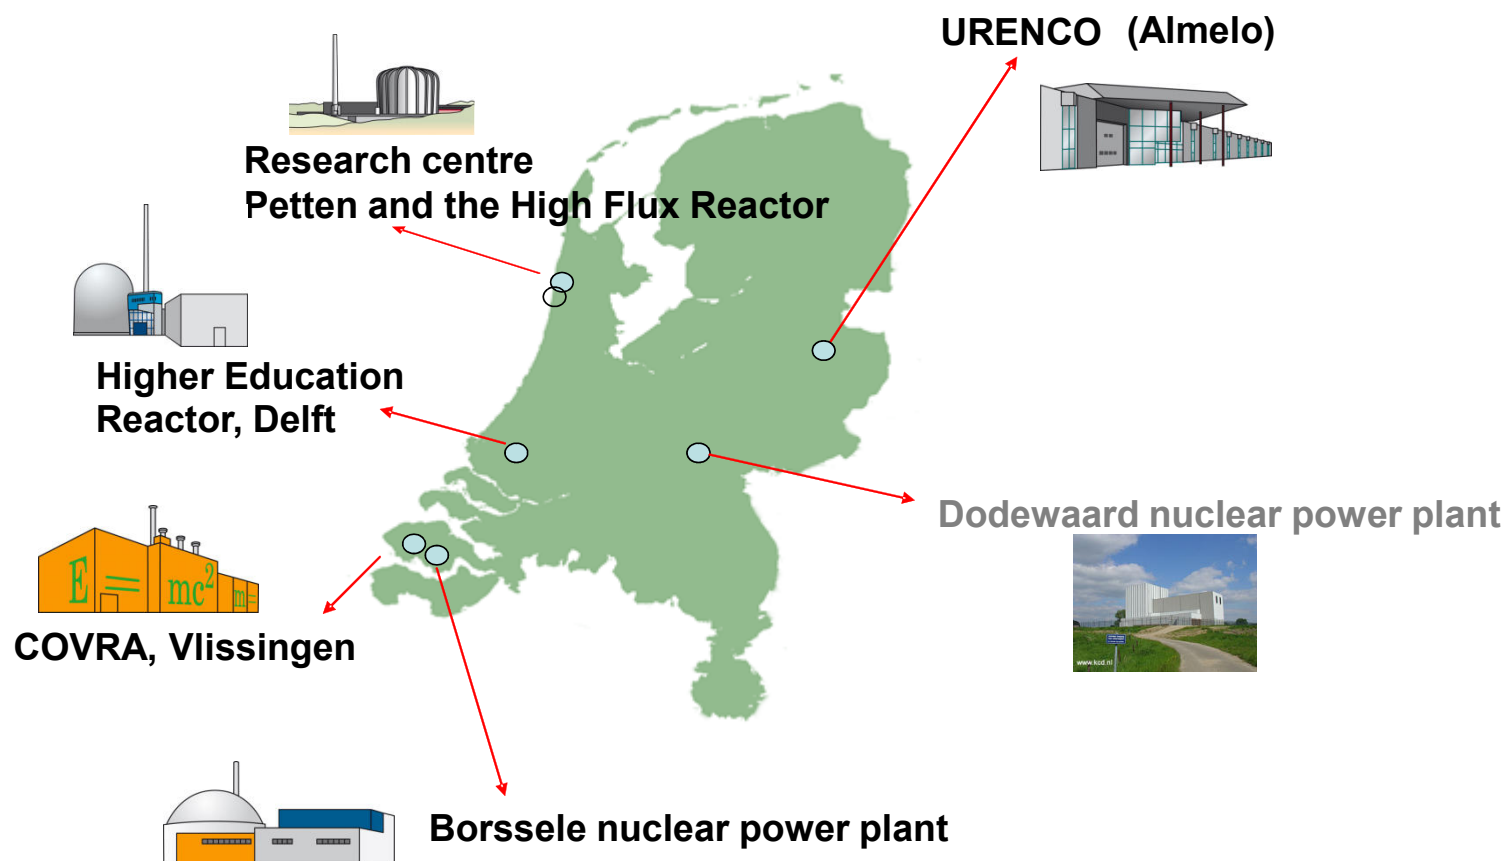 URENCO (Almelo)
Research centre
Petten and the High Flux Reactor
Higher Education
Reactor, Delft
Dodewaard nuclear power plant
www.kcd.nl
E = mc²
m=
COVRA, Vlissingen
Borssele nuclear power plant